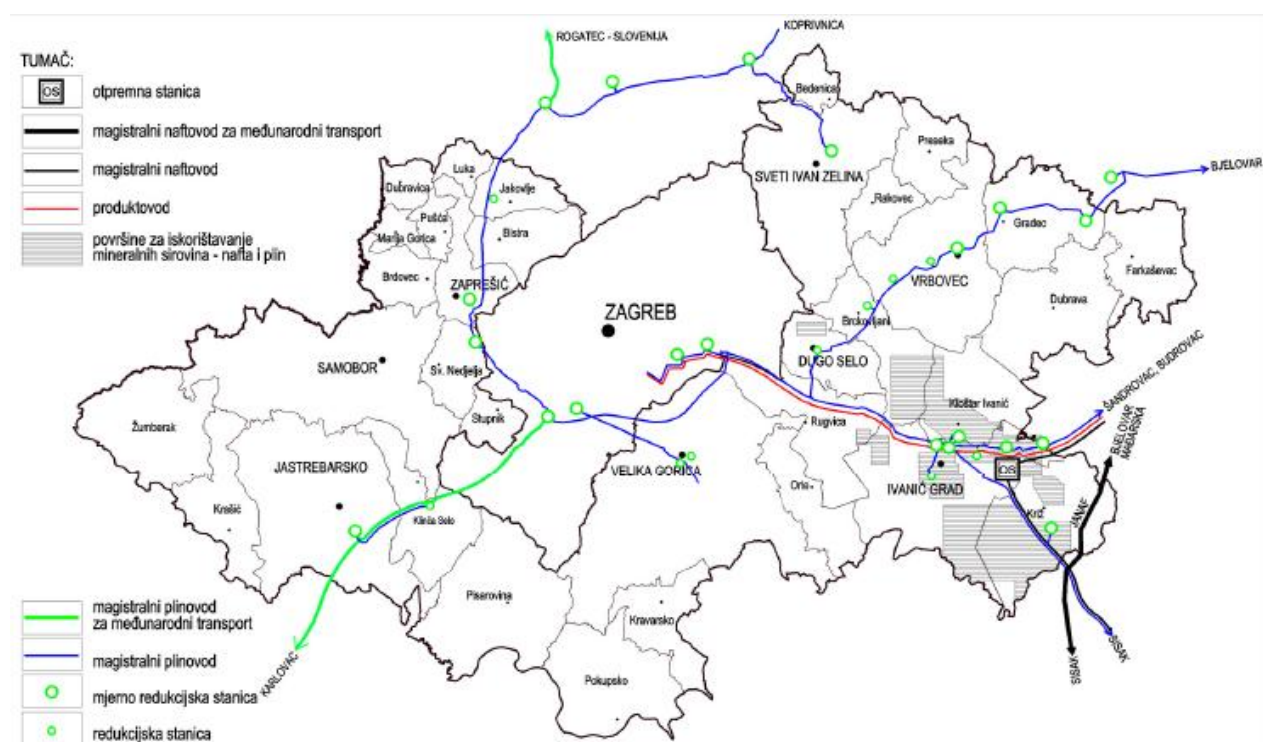 TUMAČ:
OS
otpremna stanica
magistralni naftovod za međunarodni transport
magistralni naftovod
produktovod
površine za iskorištavanje
mineralnih sirovina - nafta i plin
magistralni plinovod
za međunarodni transport
magistralni plinovod
mjerno redukcijska stanica
redukcijska stanica
ROGATEC - SLOVENIJA
KOPRIVNICA
Bedenica
Preseka
SVETI IVAN ZELINA
BJELOVAR
Luka
Dubravica
Jakovlje
Rakovec
Pušća
Gradec
Marija Gorica
Bistra
Brdovec
Farkaševac
ZAPREŠIĆ
VRBOVEC
Dubrava
Brckovljani
ZAGREB
SAMOBOR
Sv. Nedjelja
DUGO SELO
ŠANDROVAC, BUDROVAC
Stupnik
Kloštar Ivanić
Žumberak
Rugvica
BJELOVAR
MAĐARSKA
JASTREBARSKO
VELIKA GORICA
OS
Orle
IVANIĆ GRAD
Križ
JANAF
Krašić
Klinča Selo
Pisarovina
Kravarsko
Pokupsko
KARLOVAC
SISAK
SISAK